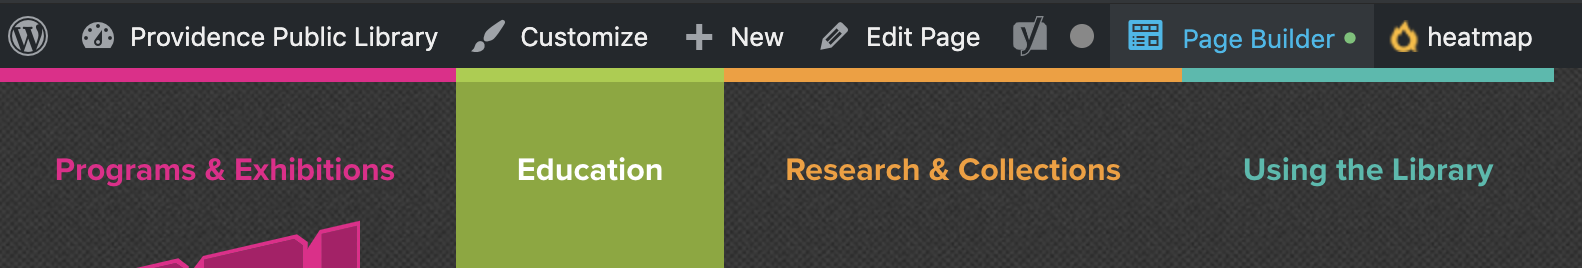 Providence Public Library Customize New Edit Page Page Builder heatmap
Programs & Exhibitions Education Research & Collections Using the Library